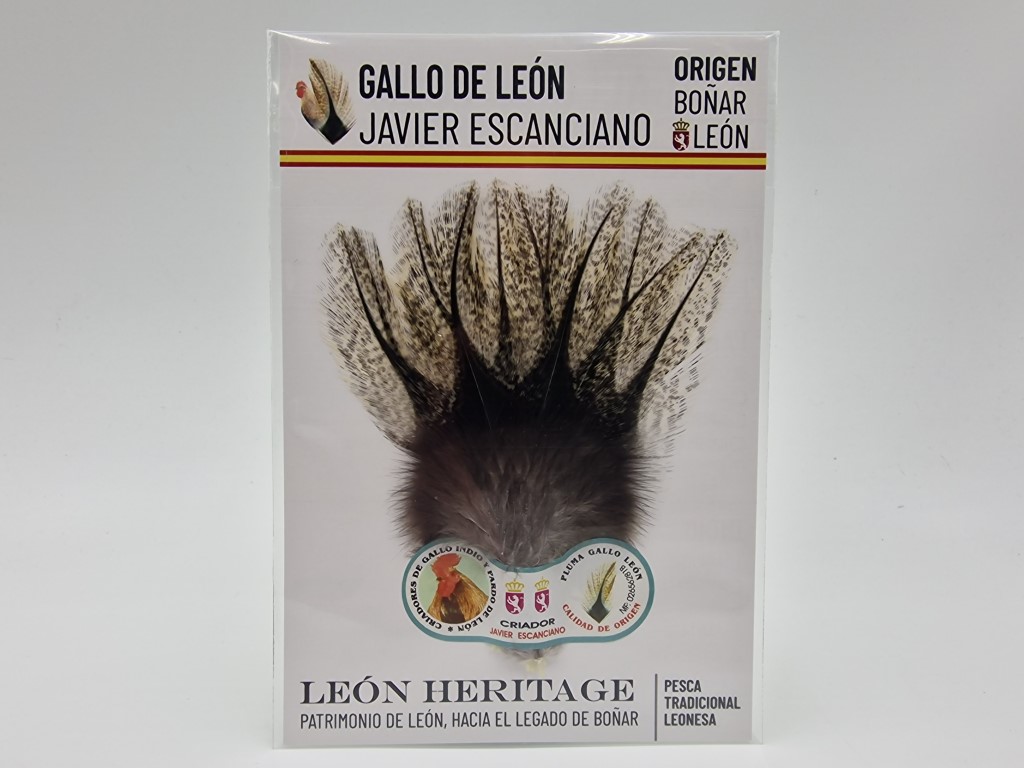 GALLO DE LEÓN
JAVIER ESCANCIANO
ORIGEN
BOÑAR
LEÓN
CRIADORES DE GALLO INDIO Y PARDO DE LEÓN *
CRIADOR
JAVIER ESCANCIANO
PLUMA GALLO LEÓN
CALIDAD DE ORIGEN
LEÓN HERITAGE
PATRIMONIO DE LEÓN, HACIA EL LEGADO DE BOÑAR
PESCA
TRADICIONAL
LEONESA